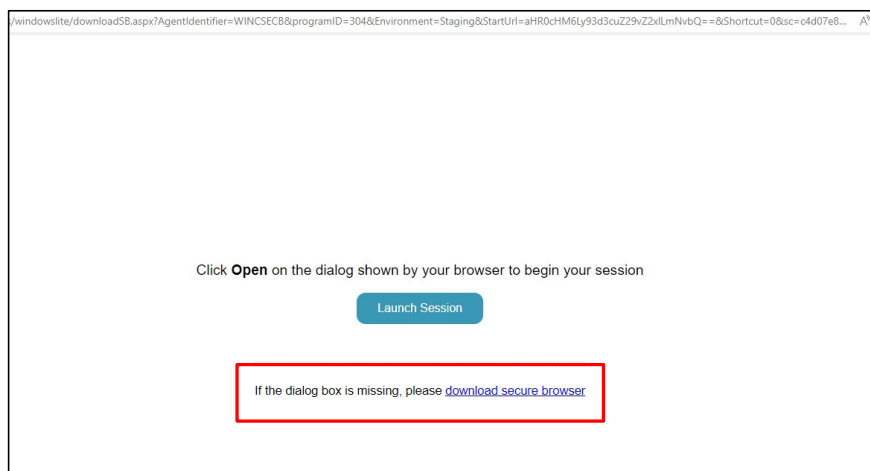 /windowslite/downloadSB.aspx?AgentIdentifier=WINCSECB&programID=304&Environment=Staging&StartUrl=aHR0cHM6Ly93d3cuZ29vZ2xlLmNvbQ==&Shortcut=0&sc=c4d07e8...
Click Open on the dialog shown by your browser to begin your session
Launch Session
If the dialog box is missing, please download secure browser